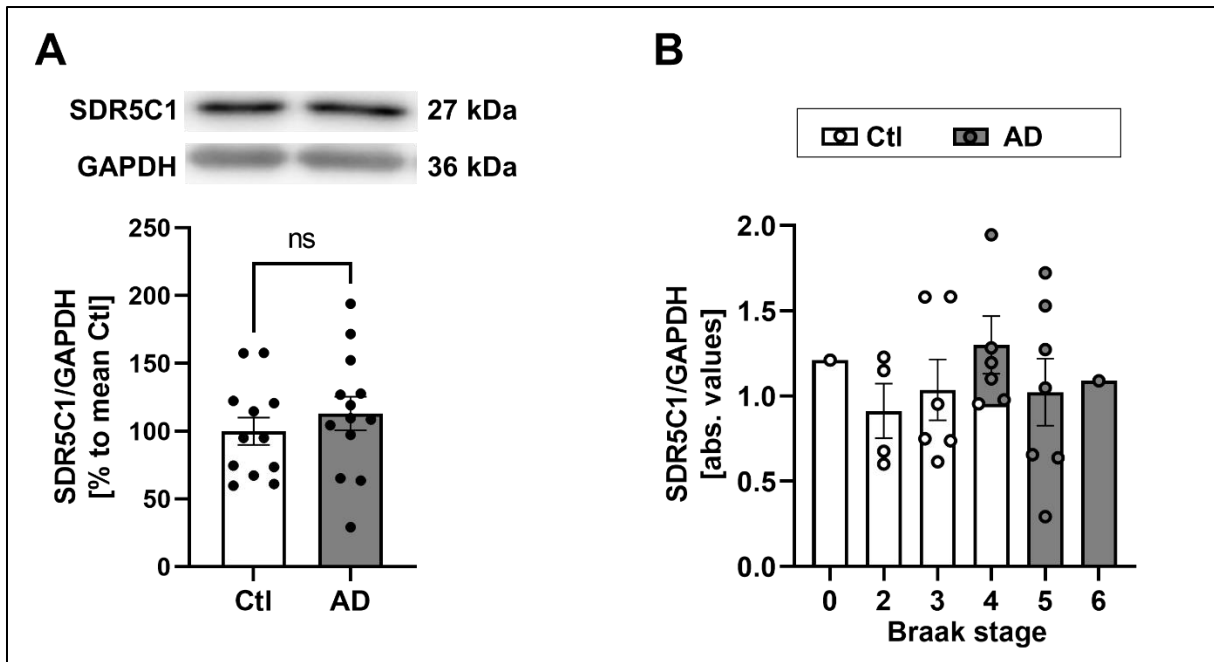 A
SDR5C1 27 kDa
GAPDH 36 kDa
250
200
150
100
50
0
ns
SDR5C1/GAPDH
[% to mean Ctl]
Ctl AD
B
Ctl AD
2.0
1.5
1.0
0.5
0.0
SDR5C1/GAPDH
[abs. values]
0 2 3 4 5 6
Braak stage